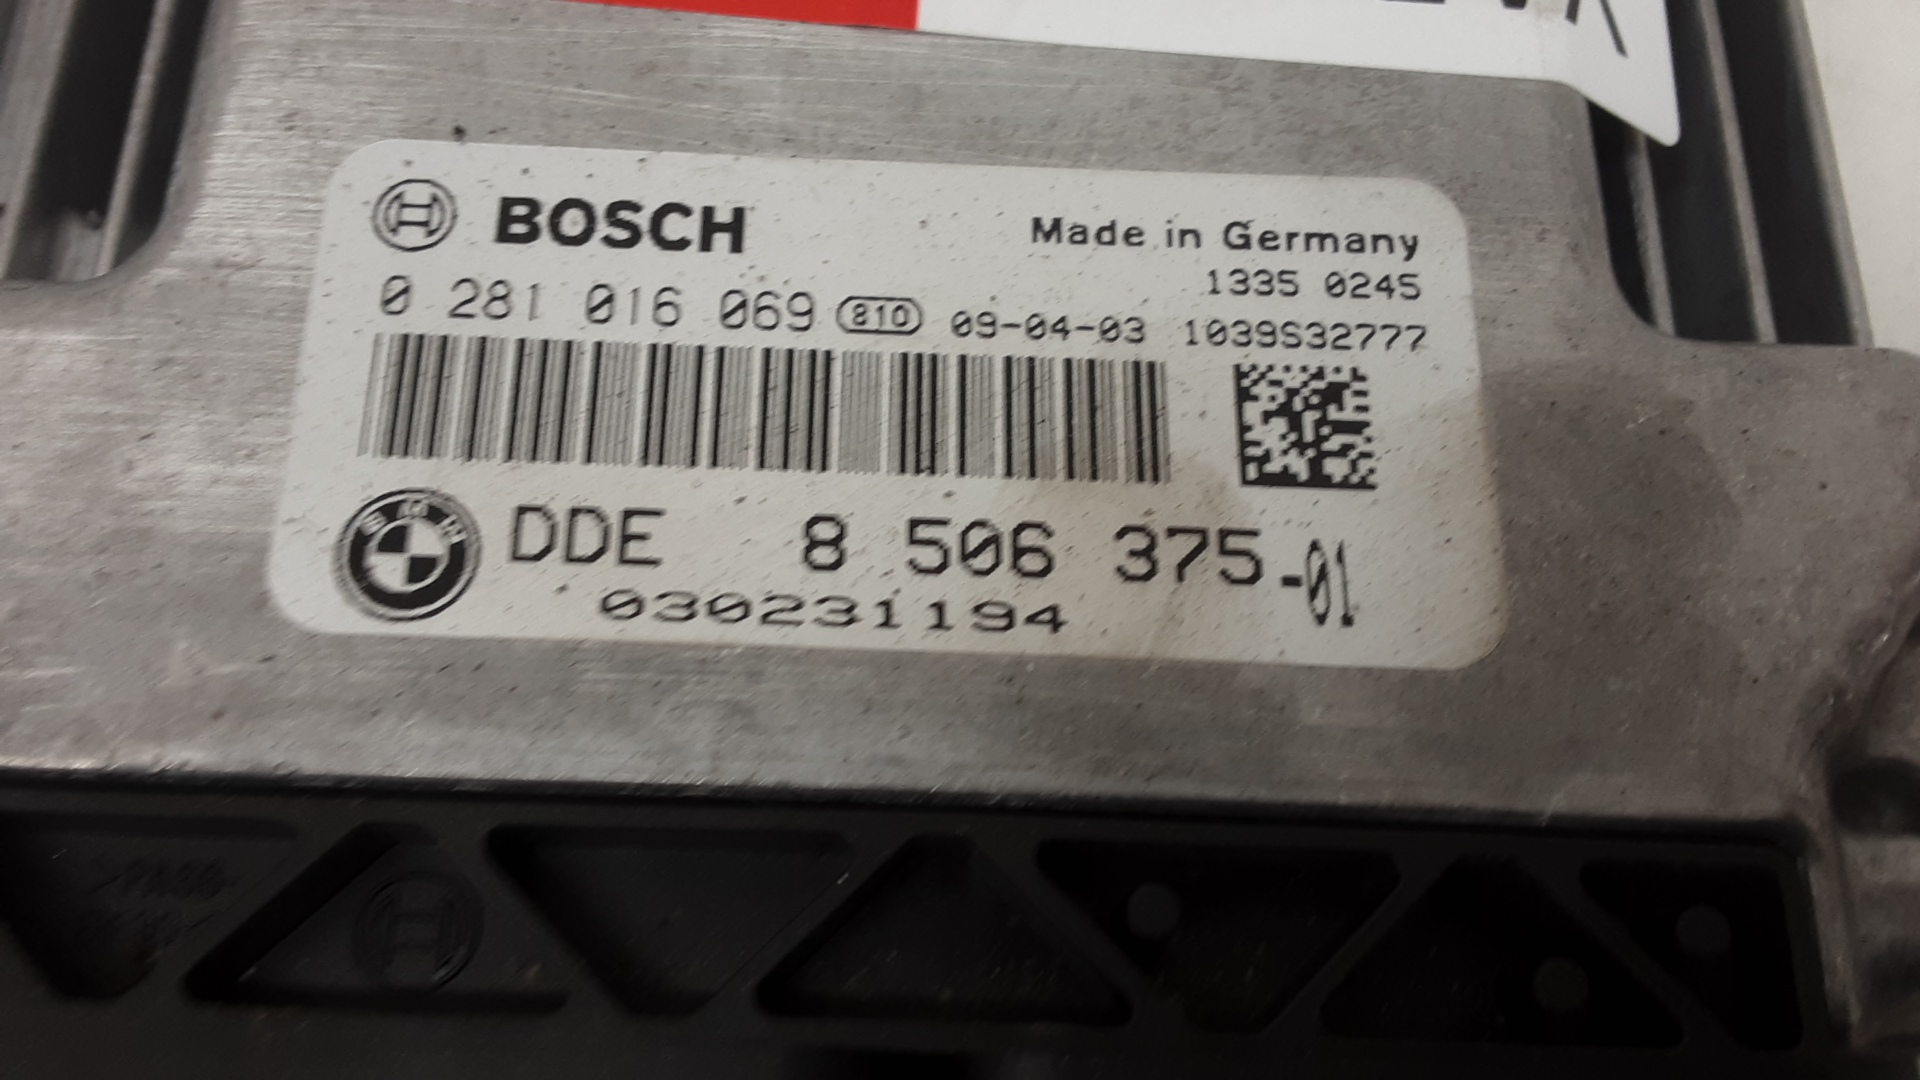 BOSCH
Made in Germany
1335 0245
0 281 016 069 810 09-04-03 1039S32777
BMW
DDE 8 506 375-01
030231194